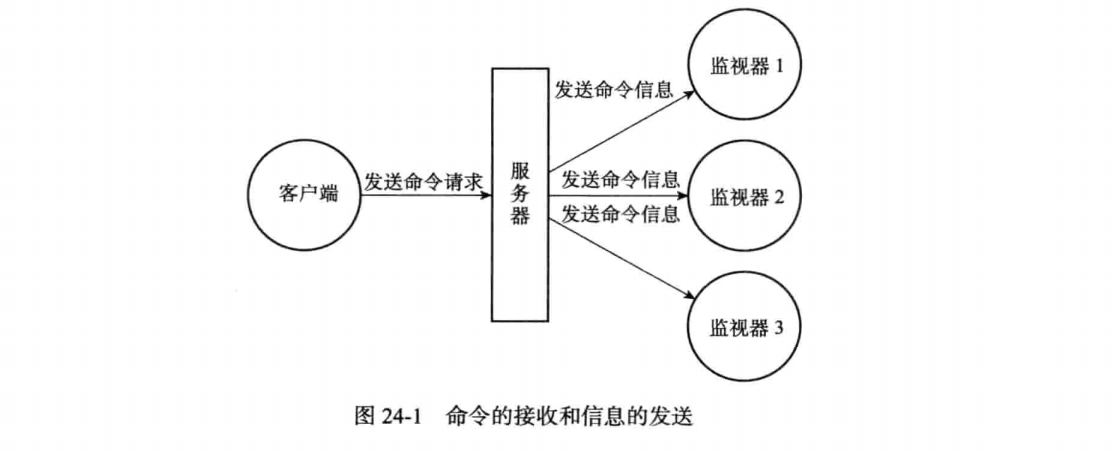 监视器 1
发送命令信息
客户端
发送命令请求
服务器
发送命令信息
监视器 2
发送命令信息
监视器 3
图 24-1 命令的接收和信息的发送